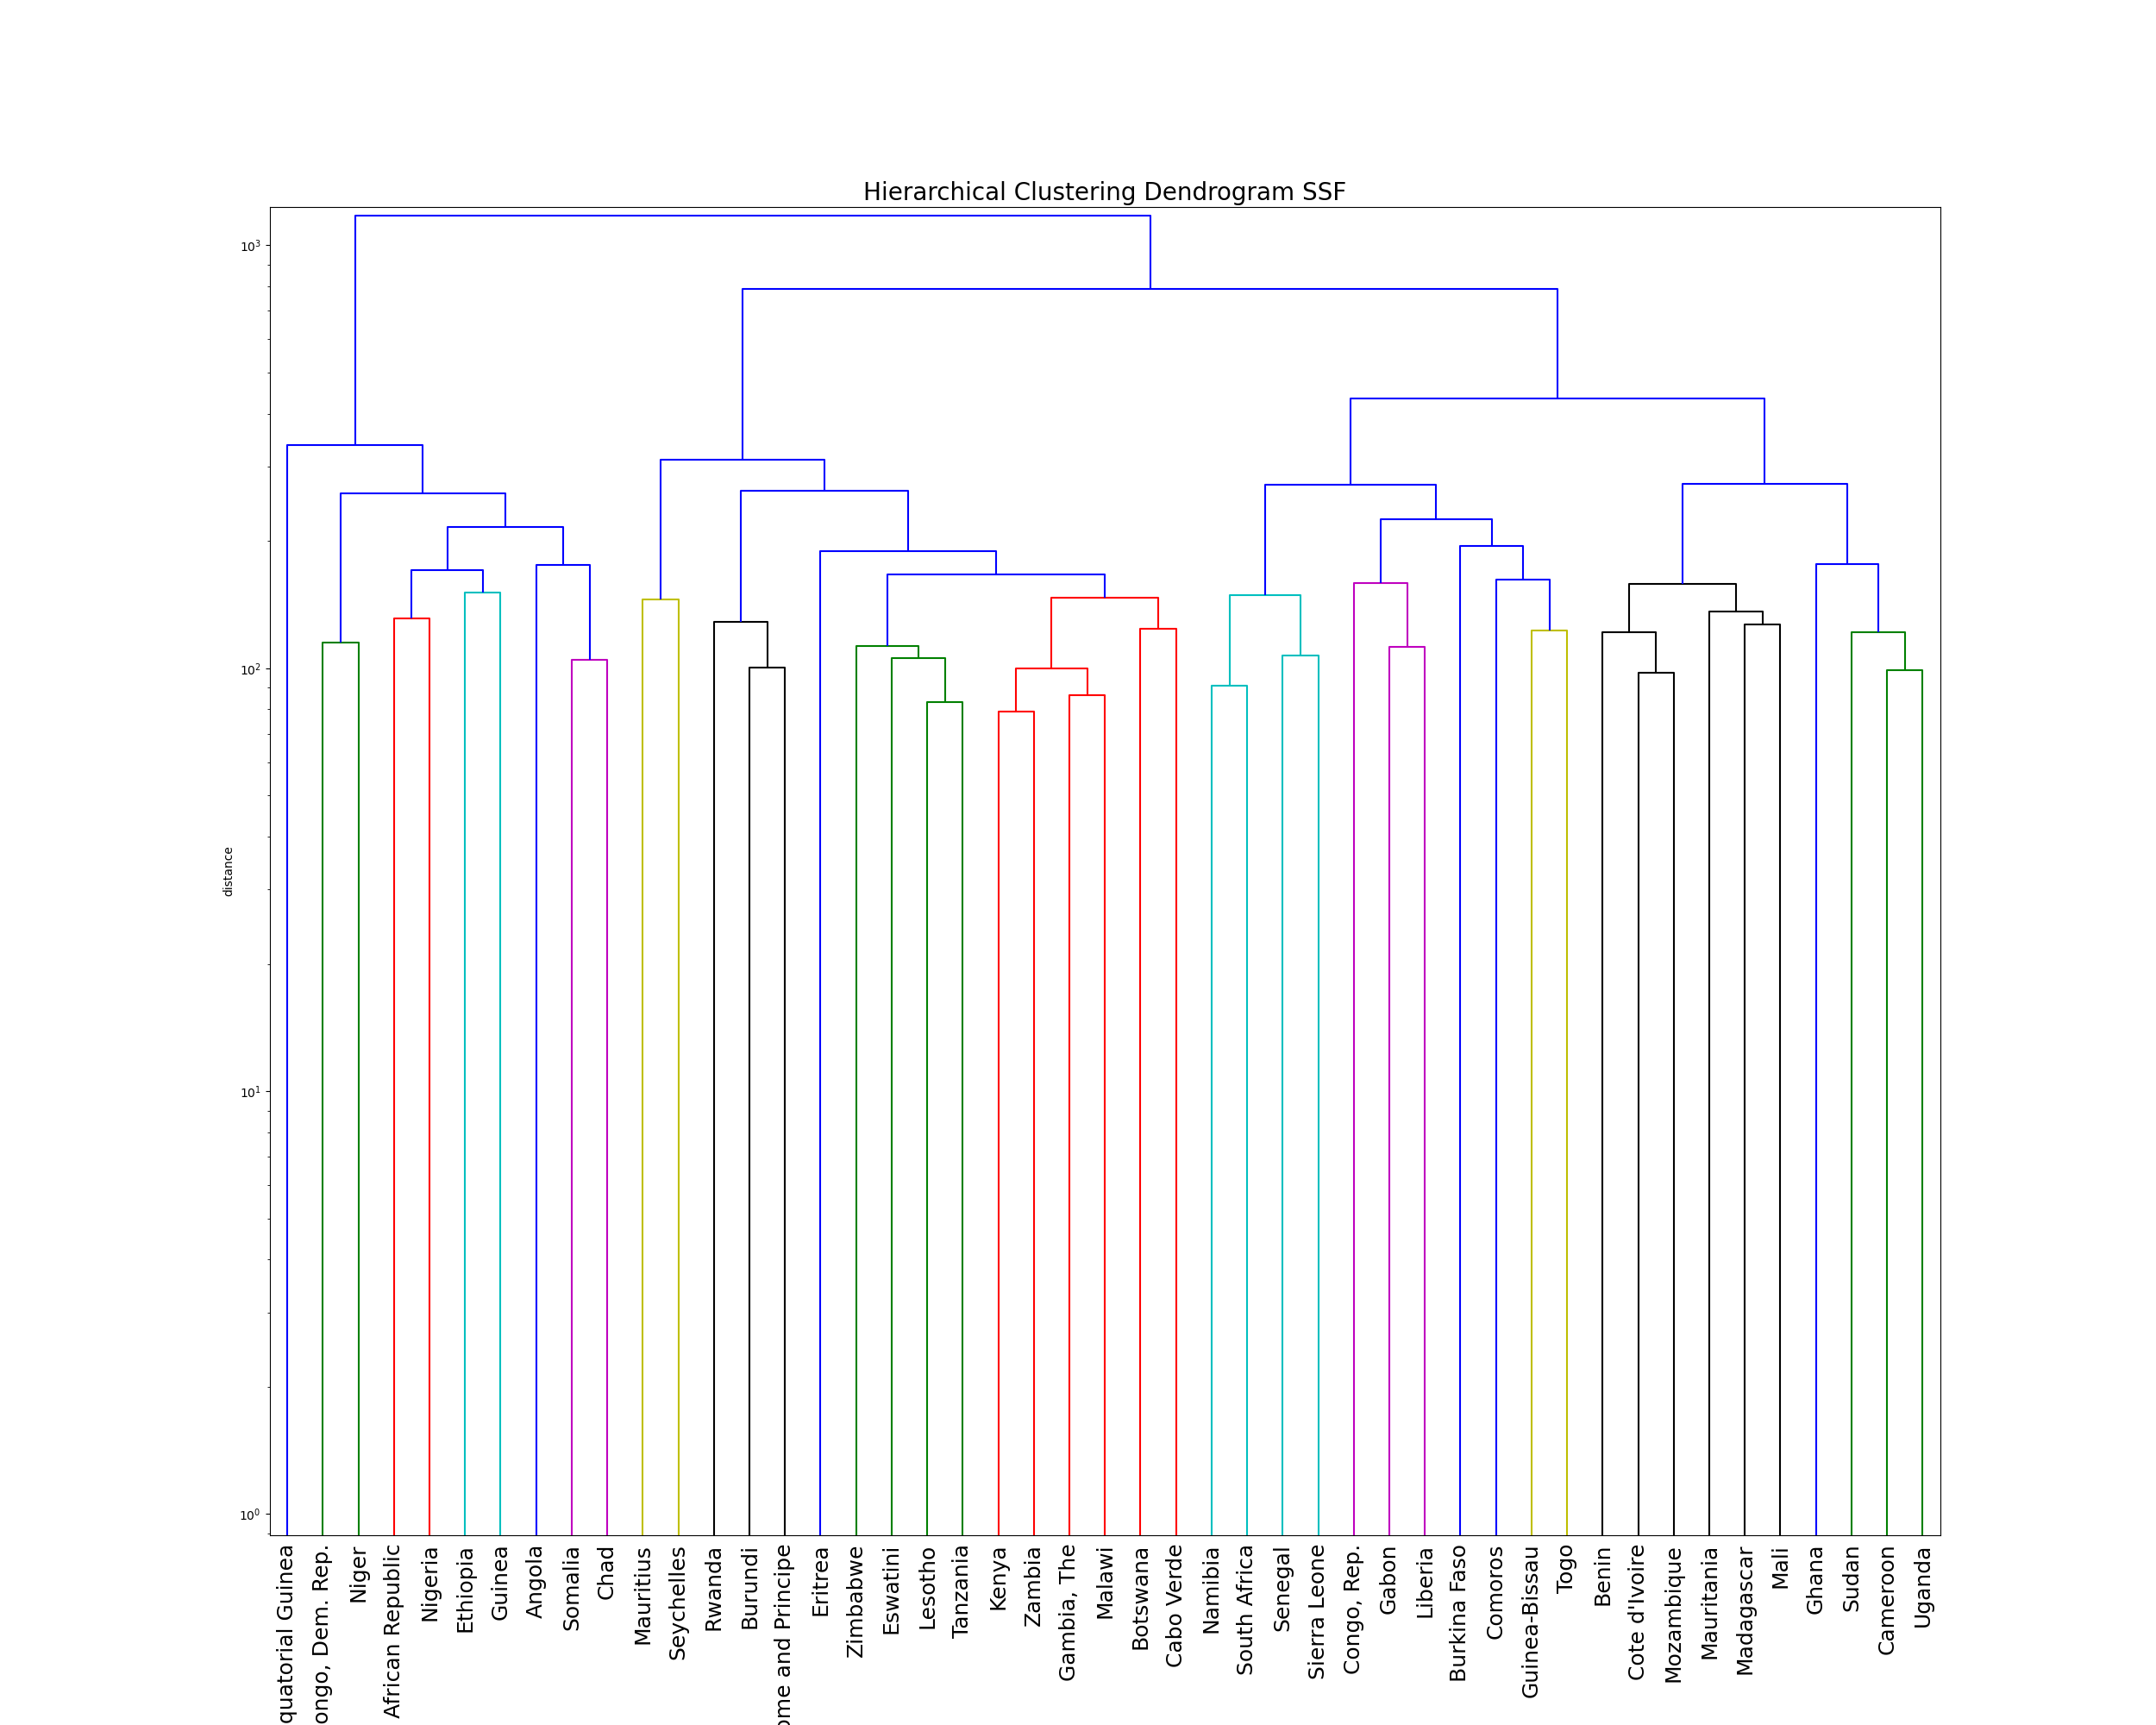 Hierarchical Clustering Dendrogram SSF
10³
10²
10¹
10⁰
distance
quatorial Guinea
ongo, Dem. Rep.
Niger
African Republic
Nigeria
Ethiopia
Guinea
Angola
Somalia
Chad
Mauritius
Seychelles
Rwanda
Burundi
ome and Principe
Eritrea
Zimbabwe
Eswatini
Lesotho
Tanzania
Kenya
Zambia
Gambia, The
Malawi
Botswana
Cabo Verde
Namibia
South Africa
Senegal
Sierra Leone
Congo, Rep.
Gabon
Liberia
Burkina Faso
Comoros
Guinea-Bissau
Togo
Benin
Cote d'Ivoire
Mozambique
Mauritania
Madagascar
Mali
Ghana
Sudan
Cameroon
Uganda